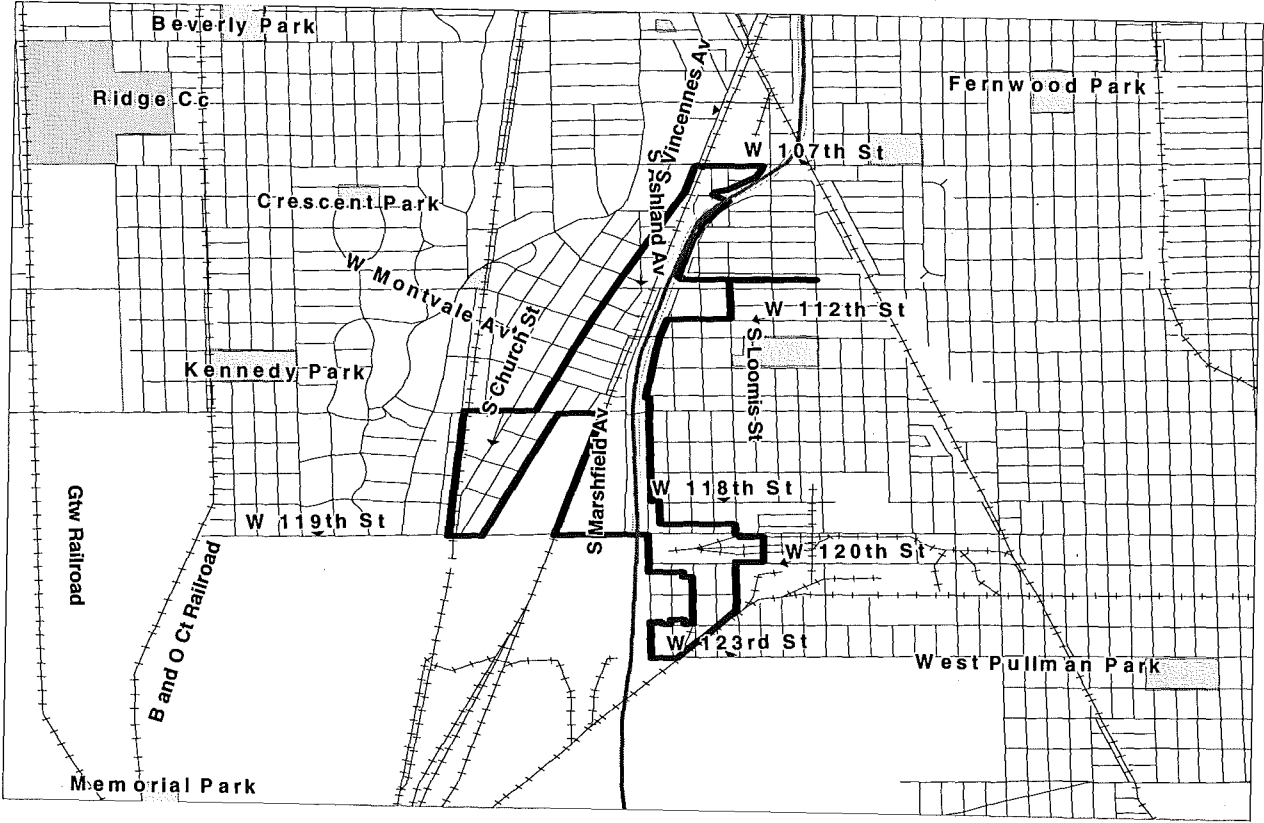 Beverly Park
Ridge Cc
Fernwood Park
S Vincennes Av
W 107th St
S Ashland Av
Crescent Park
W Montvale Av
S Church St
W 112th St
S Loomis St
Kennedy Park
S Marshfield Av
W 118th St
W 119th St
Gtw Railroad
B and O Ct Railroad
W 120th St
W 123rd St
West Pullman Park
Memorial Park